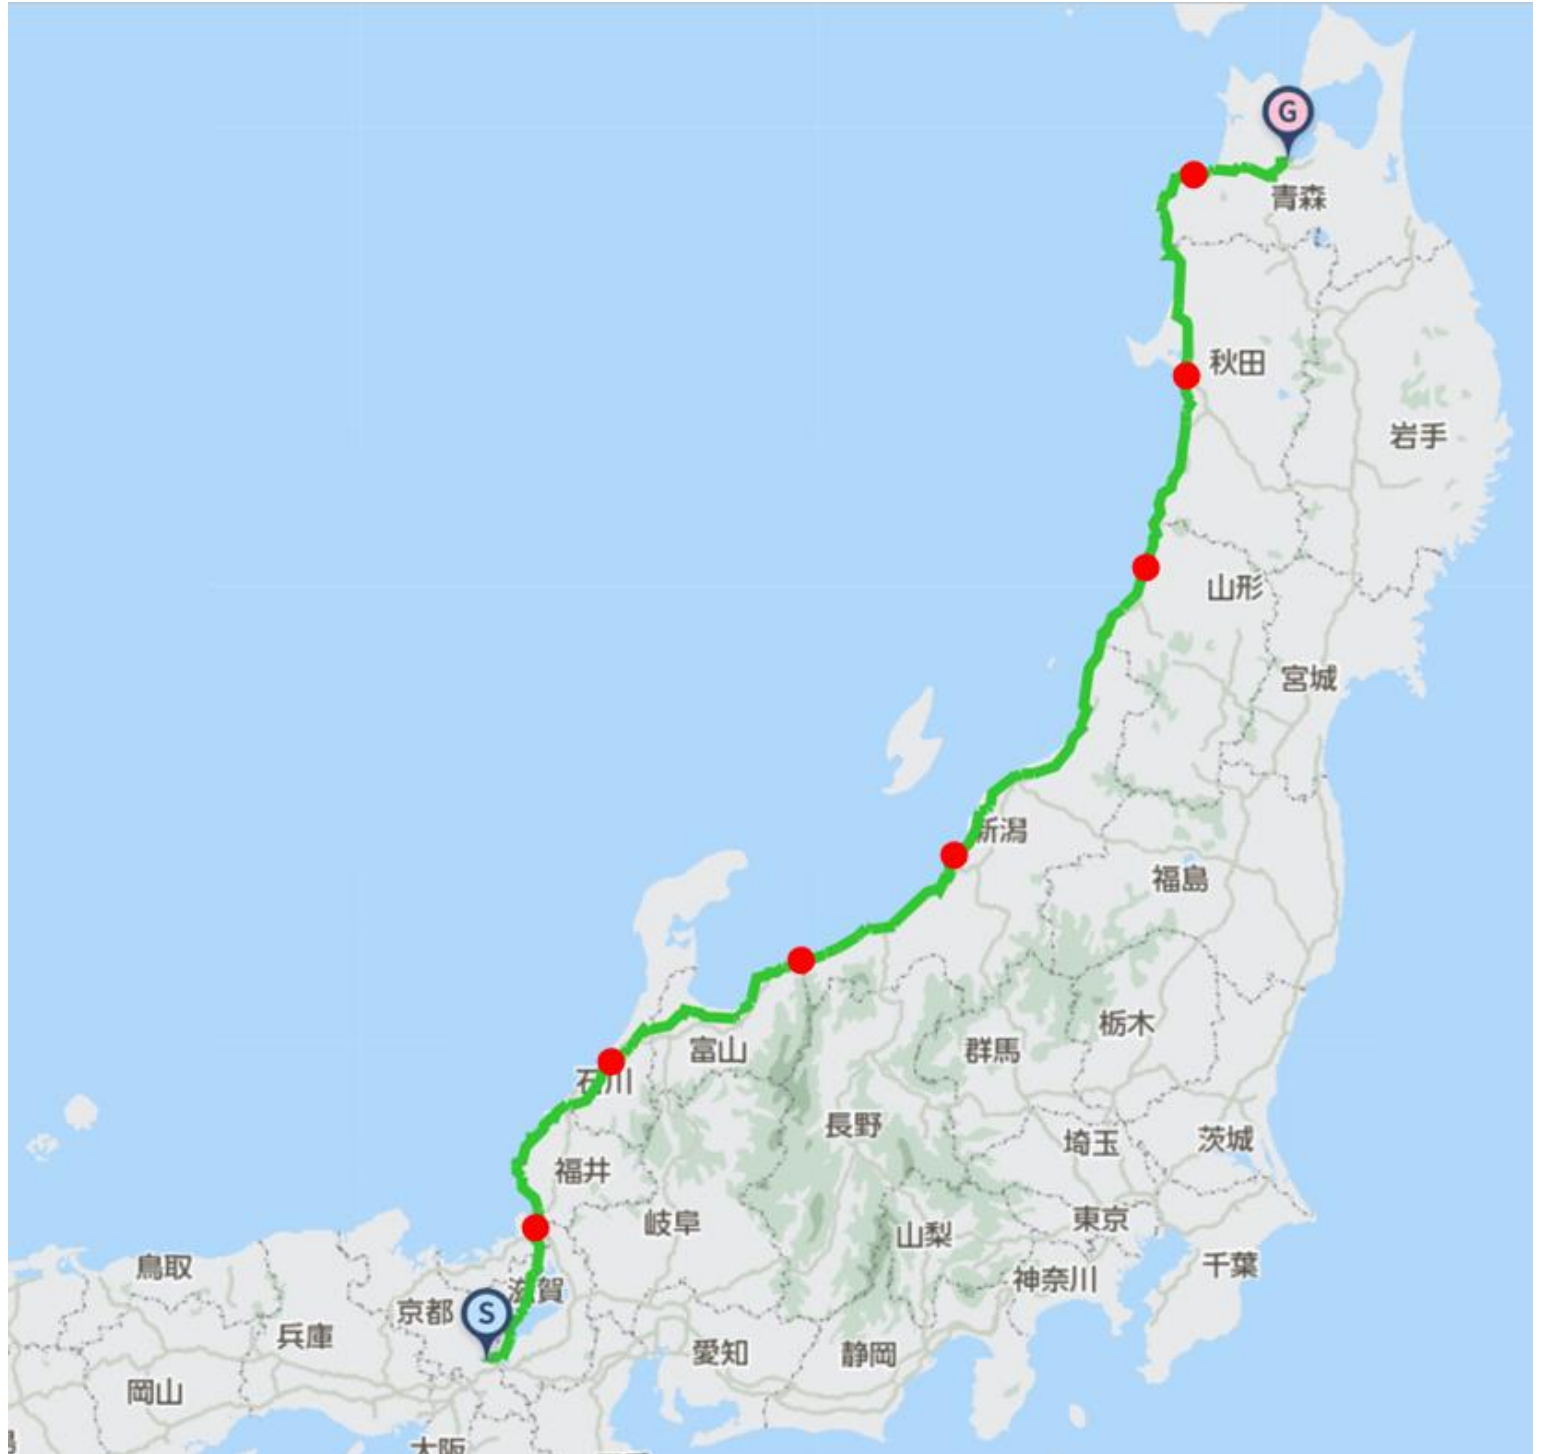 G
青森
秋田
岩手
山形
宮城
新潟
福島
栃木
群馬
富山
石川
長野
埼玉
茨城
福井
岐阜
山梨
東京
千葉
神奈川
鳥取
滋賀
京都
S
兵庫
愛知
静岡
岡山
大阪